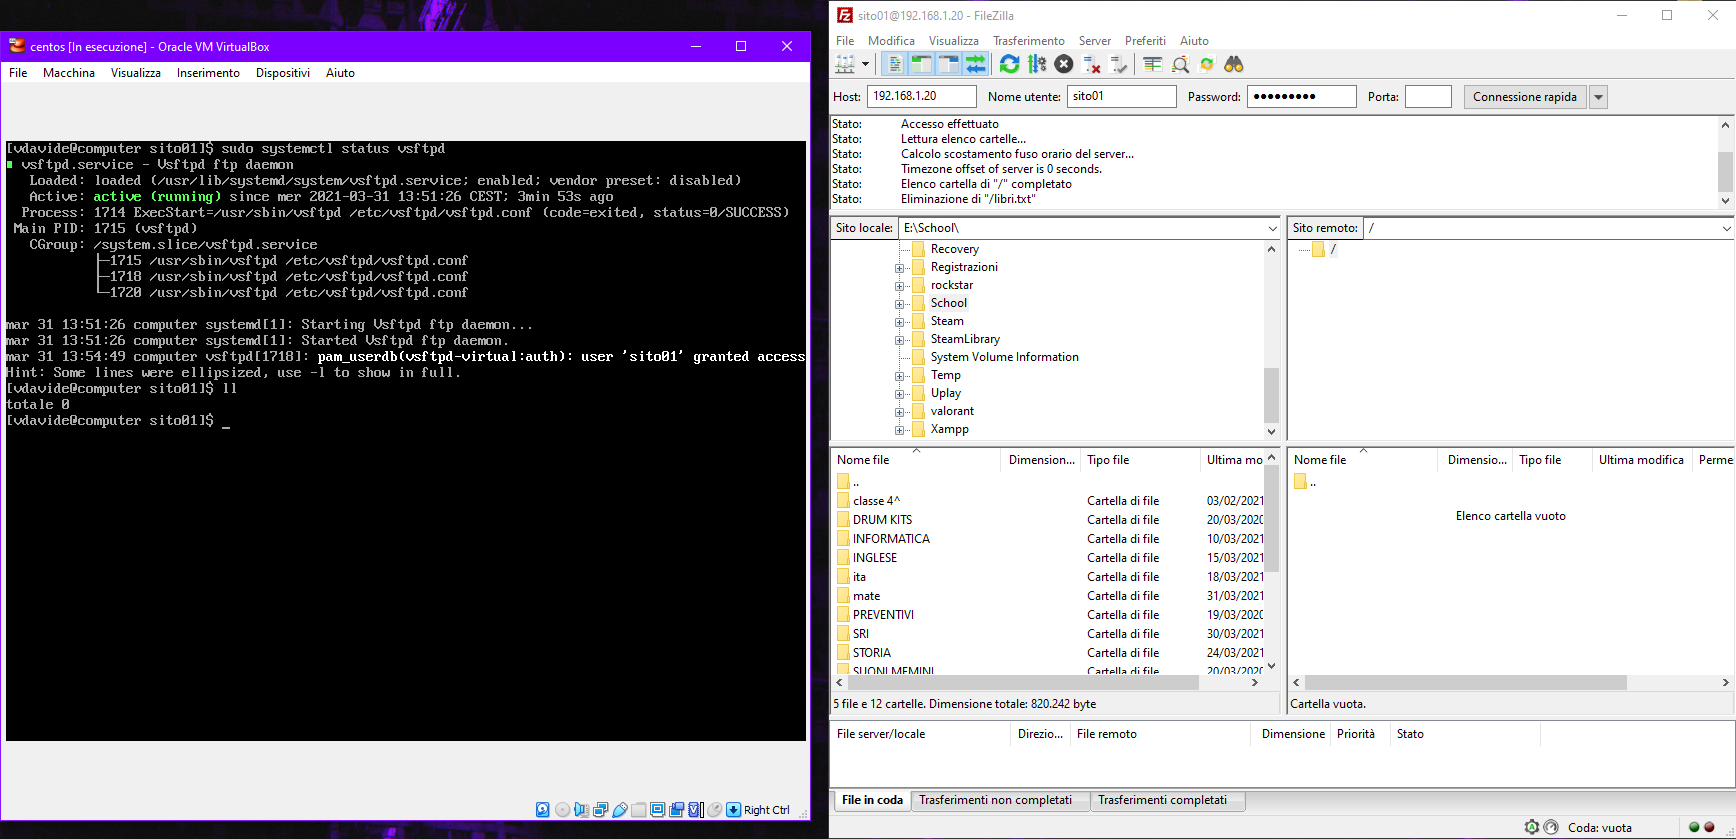 centos [In esecuzione] - Oracle VM VirtualBox
File Macchina Visualizza Inserimento Dispositivi Aiuto
[vdavide@computer sito01]$ sudo systemctl status vsftpd
vsftpd.service - Vsftpd ftp daemon
Loaded: loaded (/usr/lib/systemd/system/vsftpd.service; enabled; vendor preset: disabled)
Active: active (running) since mer 2021-03-31 13:51:26 CEST; 3min 53s ago
Process: 1714 ExecStart=/usr/sbin/vsftpd /etc/vsftpd/vsftpd.conf (code=exited, status=0/SUCCESS)
Main PID: 1715 (vsftpd)
CGroup: /system.slice/vsftpd.service
├─1715 /usr/sbin/vsftpd /etc/vsftpd/vsftpd.conf
├─1718 /usr/sbin/vsftpd /etc/vsftpd/vsftpd.conf
└─1720 /usr/sbin/vsftpd /etc/vsftpd/vsftpd.conf
mar 31 13:51:26 computer systemd[1]: Starting Vsftpd ftp daemon...
mar 31 13:51:26 computer systemd[1]: Started Vsftpd ftp daemon.
mar 31 13:54:49 computer vsftpd[1718]: pam_userdb(vsftpd-virtual:auth): user 'sito01' granted access
Hint: Some lines were ellipsized, use -l to show in full.
[vdavide@computer sito01]$ ll
totale 0
[vdavide@computer sito01]$ _
Right Ctrl
sito01@192.168.1.20 - FileZilla
File Modifica Visualizza Trasferimento Server Preferiti Aiuto
Host: 192.168.1.20 Nome utente: sito01 Password: ●●●●●●●●● Porta: Connessione rapida
Stato: Accesso effettuato
Stato: Lettura elenco cartelle...
Stato: Calcolo scostamento fuso orario del server...
Stato: Timezone offset of server is 0 seconds.
Stato: Elenco cartella di "/" completato
Stato: Eliminazione di "/libri.txt"
Sito locale: E:\School\
Recovery
Registrazioni
rockstar
School
Steam
SteamLibrary
System Volume Information
Temp
Uplay
valorant
Xampp
Sito remoto: /
/
Nome file Dimension... Tipo file Ultima mo
..
classe 4^ Cartella di file 03/02/2021
DRUM KITS Cartella di file 20/03/2020
INFORMATICA Cartella di file 10/03/2021
INGLESE Cartella di file 15/03/2021
ita Cartella di file 18/03/2021
mate Cartella di file 31/03/2021
PREVENTIVI Cartella di file 19/03/2020
SRI Cartella di file 30/03/2021
STORIA Cartella di file 24/03/2021
SUONI MEMINI Cartella di file 20/03/2020
5 file e 12 cartelle. Dimensione totale: 820.242 byte
Nome file Dimensio... Tipo file Ultima modifica Perme
..
Elenco cartella vuoto
Cartella vuota.
File server/locale Direzio... File remoto Dimensione Priorità Stato
File in coda Trasferimenti non completati Trasferimenti completati
Coda: vuota